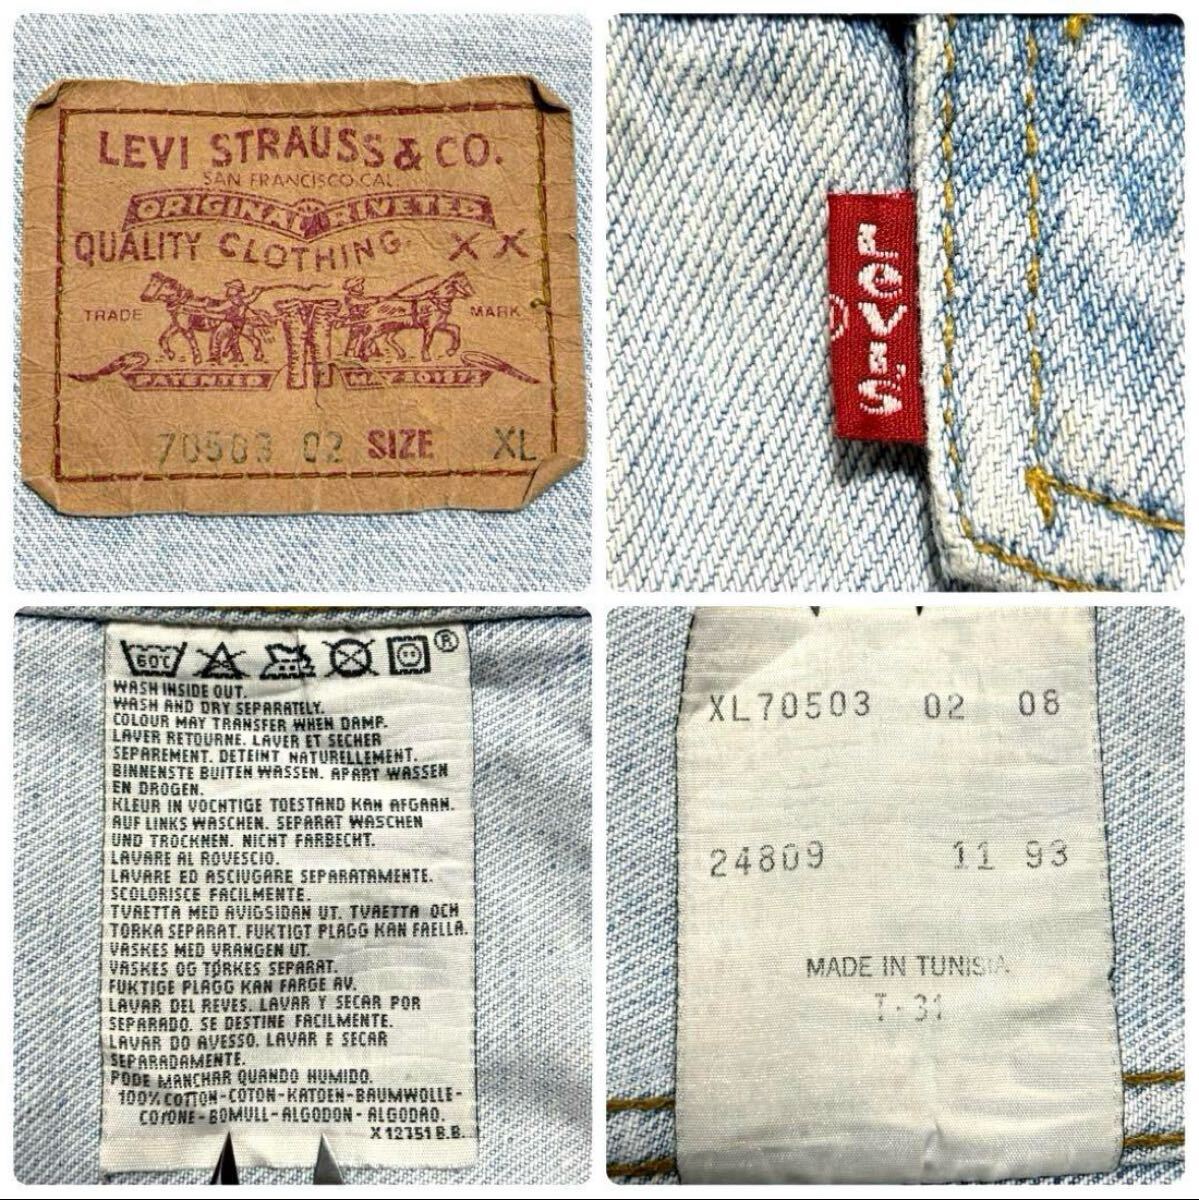 LEVI STRAUSS & CO.
SAN FRANCISCO.CAL.
ORIGINAL RIVETED
QUALITY CLOTHING. XX
TRADE MARK
PATENTED MAY 20 1873
70503 02 SIZE XL
LEVI'S
®
60°C ®
WASH INSIDE OUT.
WASH AND DRY SEPARATELY.
COLOUR MAY TRANSFER WHEN DAMP.
LAVER RETOURNE. LAVER ET SECHER
SEPAREMENT. DETEINT NATURELLEMENT.
BINNENSTE BUITEN WASSEN. APART WASSEN
EN DROGEN.
KLEUR IN VOCHTIGE TOESTAND KAN AFGAAN.
AUF LINKS WASCHEN. SEPARAT WASCHEN
UND TROCKNEN. NICHT FARBECHT.
LAVARE AL ROVESCIO.
LAVARE ED ASCIUGARE SEPARATAMENTE.
SCOLORISCE FACILMENTE.
TVAETTA MED AVIGSIDAN UT. TVAETTA OCH
TORKA SEPARAT. FUKTIGT PLAGG KAN FAELLA.
VASKES MED VRANGEN UT.
VASKES OG TØRKES SEPARAT.
FUKTIGE PLAGG KAN FARGE AV.
LAVAR DEL REVES. LAVAR Y SECAR POR
SEPARADO. SE DESTINE FACILMENTE.
LAVAR DO AVESSO. LAVAR E SECAR
SEPARADAMENTE.
PODE MANCHAR QUANDO HUMIDO.
100% COTTON-COTON-KATOEN-BAUMWOLLE-
COTONE-BOMULL-ALGODON-ALGODAO.
X 12751 B.B.
XL70503 02 08
24809 11 93
MADE IN TUNISIA
T-31